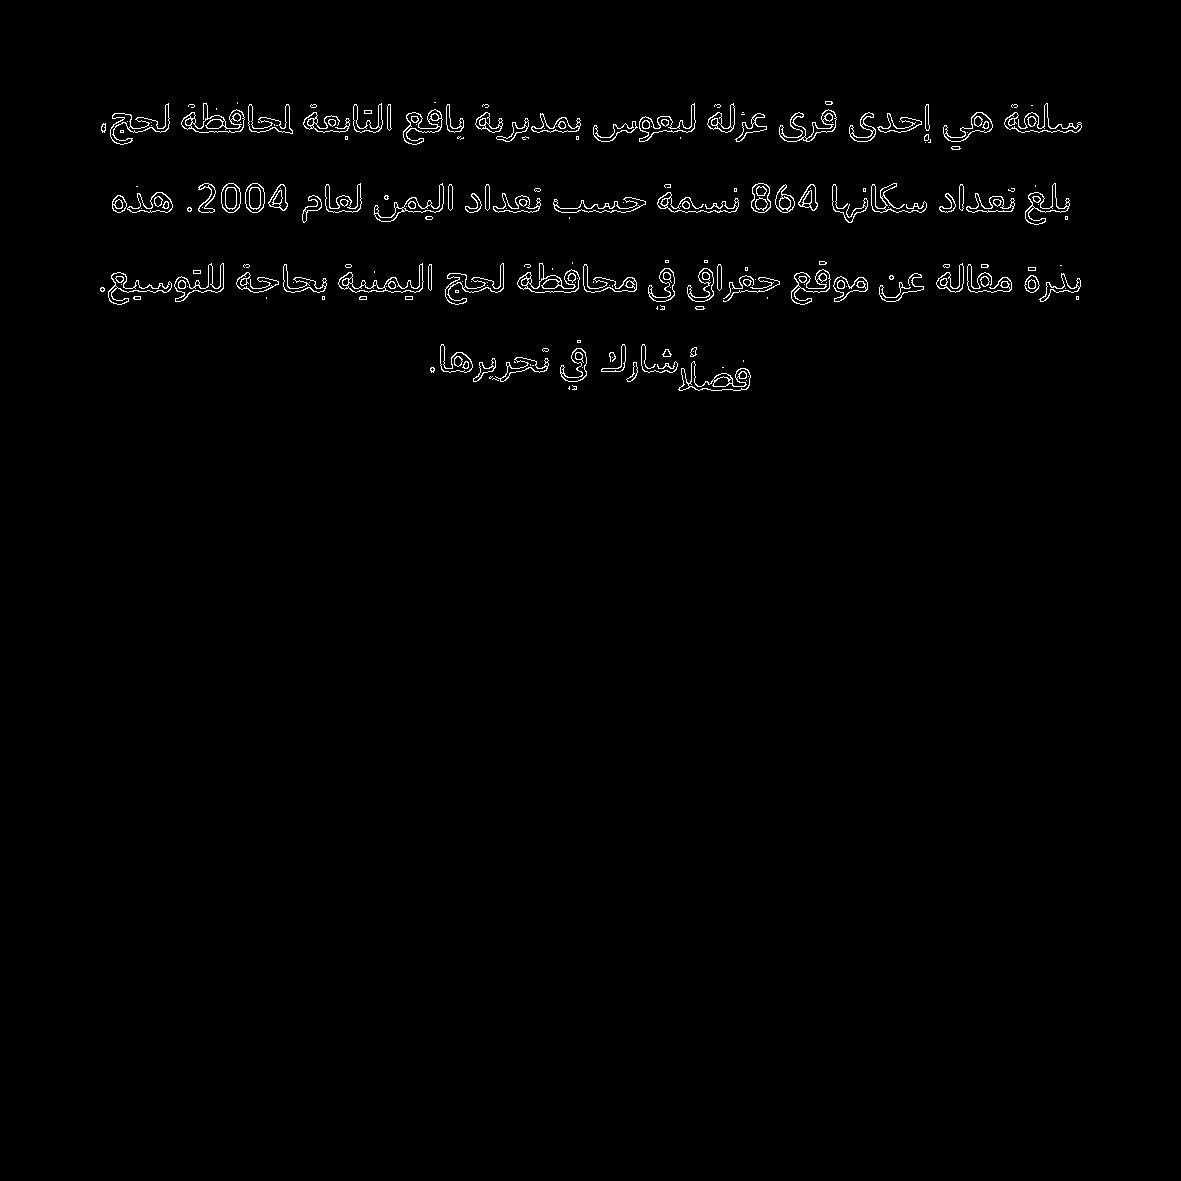 سلفة هي إحدى قرى عزلة لبعوس بمديرية يافع التابعة لمحافظة لحج،
بلغ تعداد سكانها 864 نسمة حسب تعداد اليمن لعام 2004. هذه
بذرة مقالة عن موقع جغرافي في محافظة لحج اليمنية بحاجة للتوسيع.
فضلًا شارك في تحريرها.